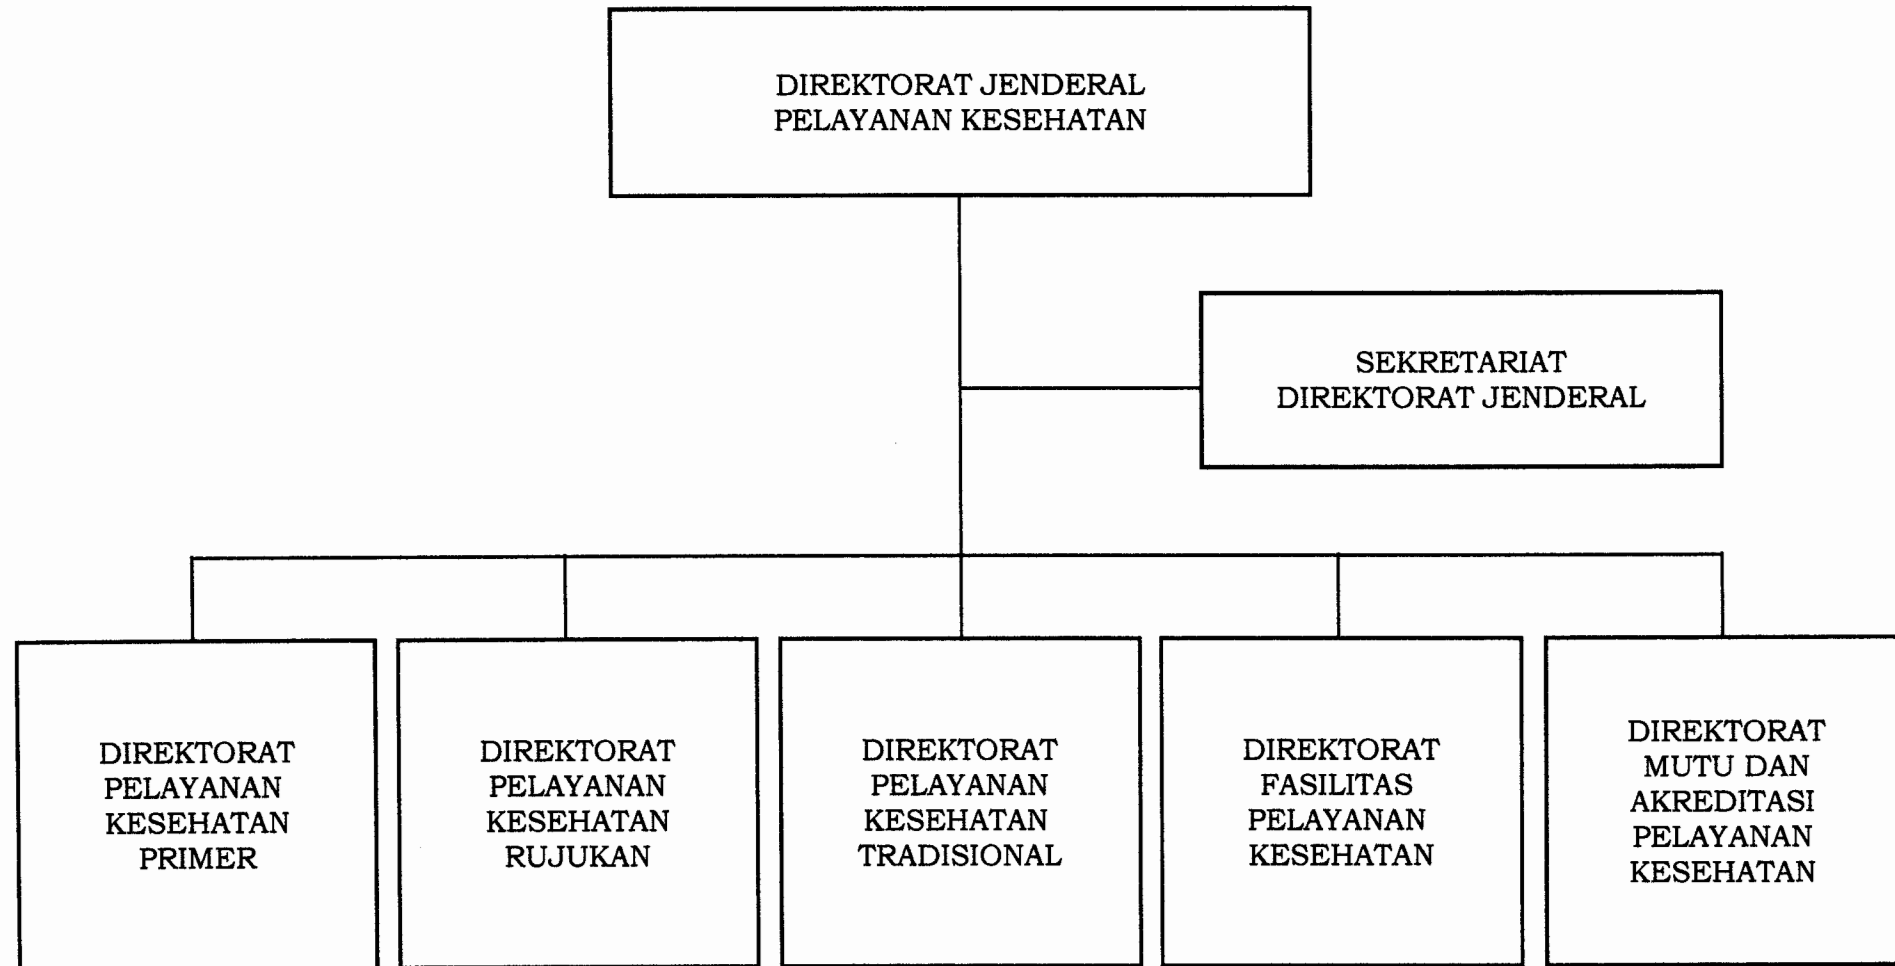 DIREKTORAT JENDERAL
PELAYANAN KESEHATAN
SEKRETARIAT
DIREKTORAT JENDERAL
DIREKTORAT
PELAYANAN
KESEHATAN
PRIMER
DIREKTORAT
PELAYANAN
KESEHATAN
RUJUKAN
DIREKTORAT
PELAYANAN
KESEHATAN
TRADISIONAL
DIREKTORAT
FASILITAS
PELAYANAN
KESEHATAN
DIREKTORAT
MUTU DAN
AKREDITASI
PELAYANAN
KESEHATAN